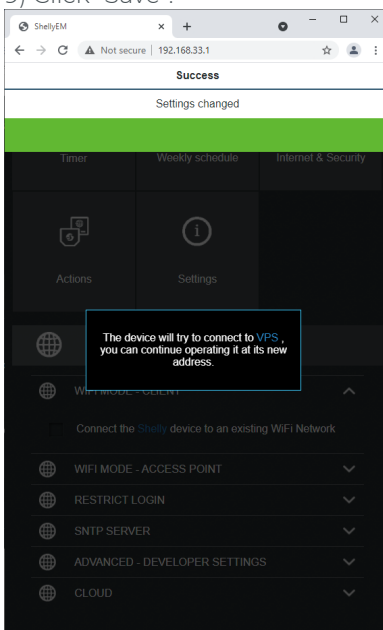 5) Click "Save".
ShellyEM
Not secure | 192.168.33.1
Success
Settings changed
Timer Weekly schedule Internet & Security
Actions Settings
The device will try to connect to VPS ,
you can continue operating it at its new
address.
WIFI MODE - CLIENT
Connect the Shelly device to an existing WiFi Network
WIFI MODE - ACCESS POINT
RESTRICT LOGIN
SNTP SERVER
ADVANCED - DEVELOPER SETTINGS
CLOUD